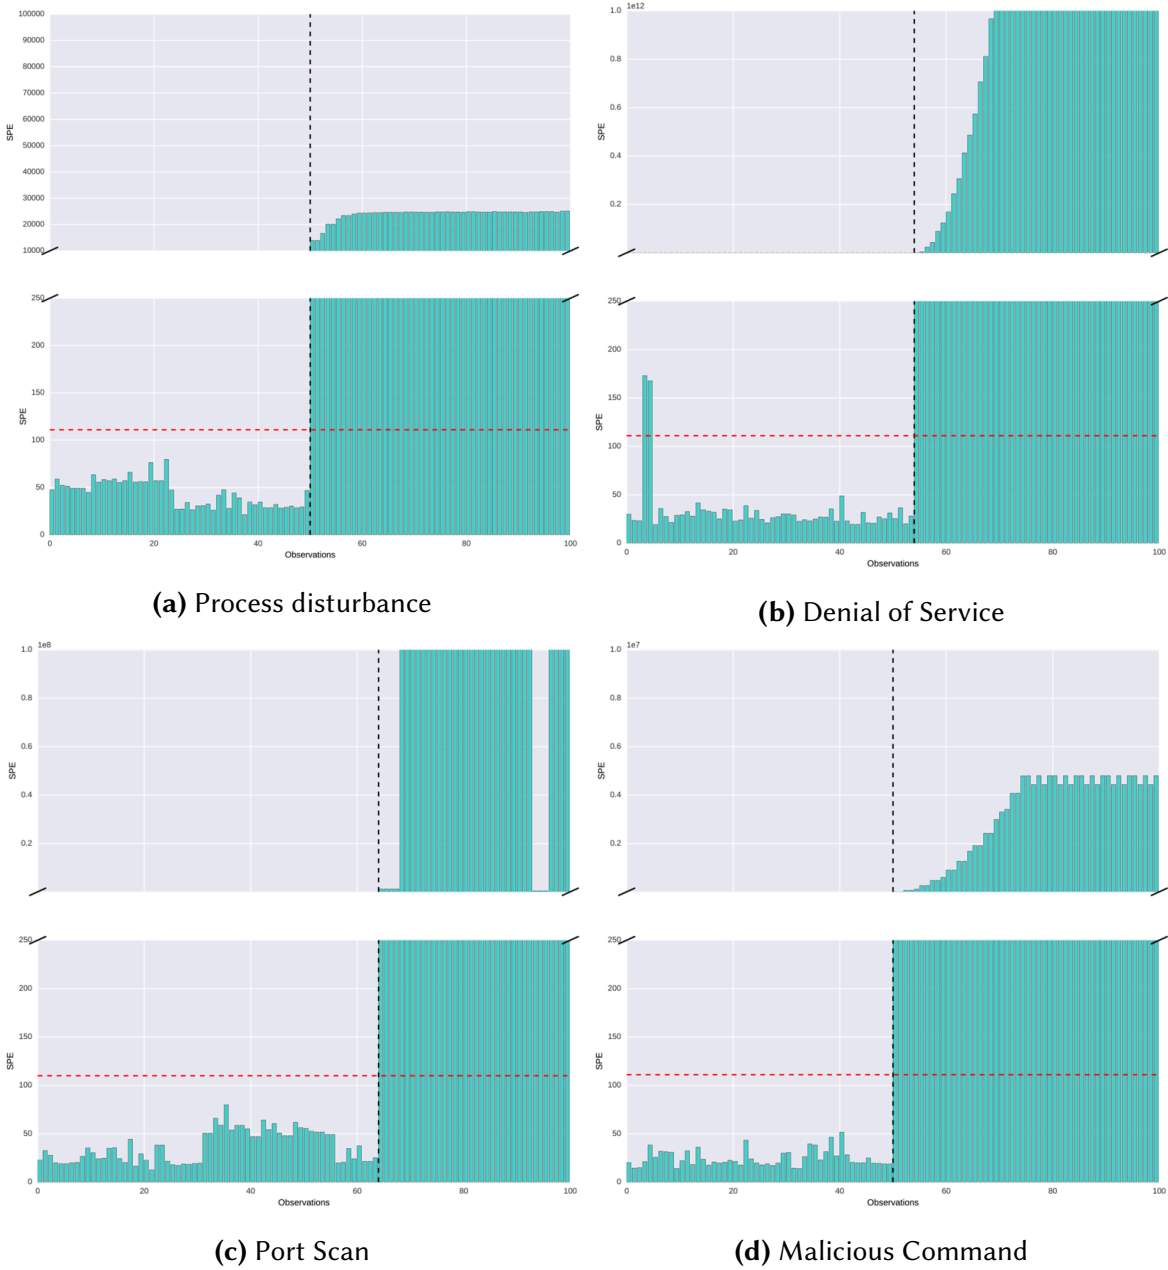 100000
90000
80000
70000
60000
50000
40000
30000
20000
10000
SPE
250
200
150
100
50
0
SPE
0 20 40 60 80 100
Observations
(a) Process disturbance
1e12
1.0
0.8
0.6
0.4
0.2
SPE
250
200
150
100
50
0
SPE
0 20 40 60 80 100
Observations
(b) Denial of Service
1e8
1.0
0.8
0.6
0.4
0.2
SPE
250
200
150
100
50
0
SPE
0 20 40 60 80 100
Observations
(c) Port Scan
1e7
1.0
0.8
0.6
0.4
0.2
SPE
250
200
150
100
50
0
SPE
0 20 40 60 80 100
Observations
(d) Malicious Command